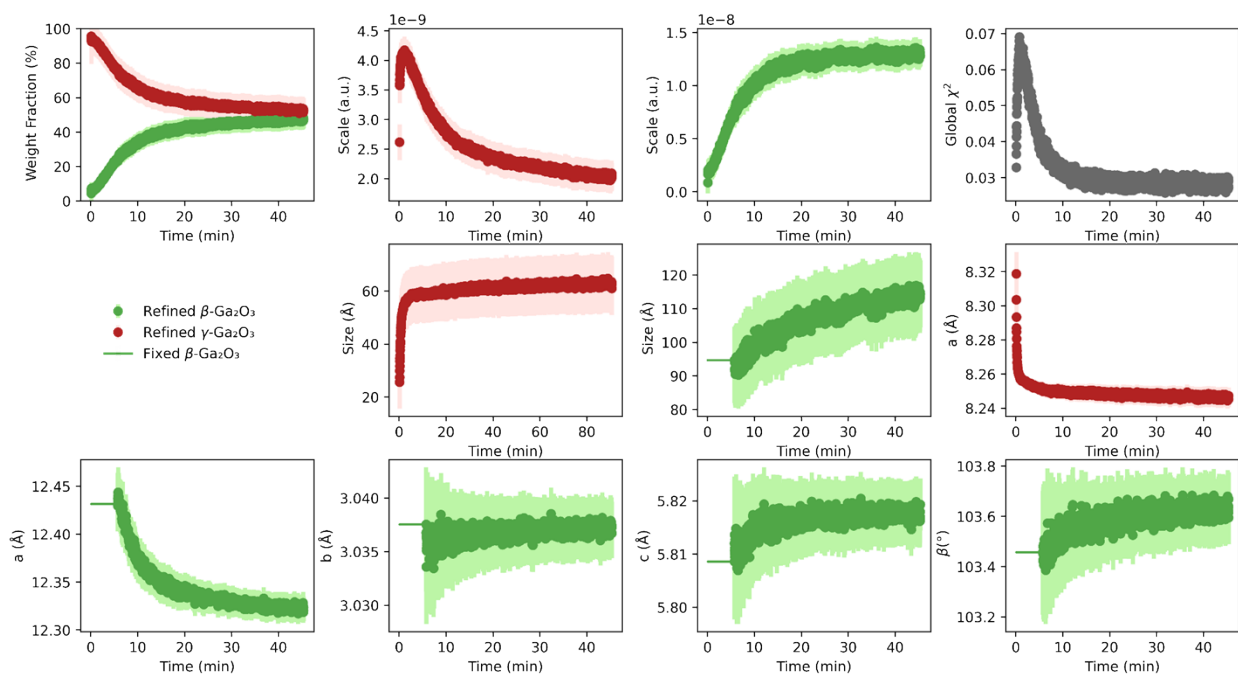 Weight Fraction (%)
100
80
60
40
20
0
0 10 20 30 40
Time (min)
1e−9
Scale (a.u.)
4.5
4.0
3.5
3.0
2.5
2.0
0 10 20 30 40
Time (min)
1e−8
Scale (a.u.)
1.5
1.0
0.5
0.0
0 10 20 30 40
Time (min)
Global χ²
0.07
0.06
0.05
0.04
0.03
0 10 20 30 40
Time (min)
Refined β-Ga₂O₃
Refined γ-Ga₂O₃
Fixed β-Ga₂O₃
Size (Å)
60
40
20
0 20 40 60 80
Time (min)
Size (Å)
120
110
100
90
80
0 10 20 30 40
Time (min)
a (Å)
8.32
8.30
8.28
8.26
8.24
0 10 20 30 40
Time (min)
a (Å)
12.45
12.40
12.35
12.30
0 10 20 30 40
Time (min)
b (Å)
3.040
3.035
3.030
0 10 20 30 40
Time (min)
c (Å)
5.82
5.81
5.80
0 10 20 30 40
Time (min)
β(°)
103.8
103.6
103.4
103.2
0 10 20 30 40
Time (min)